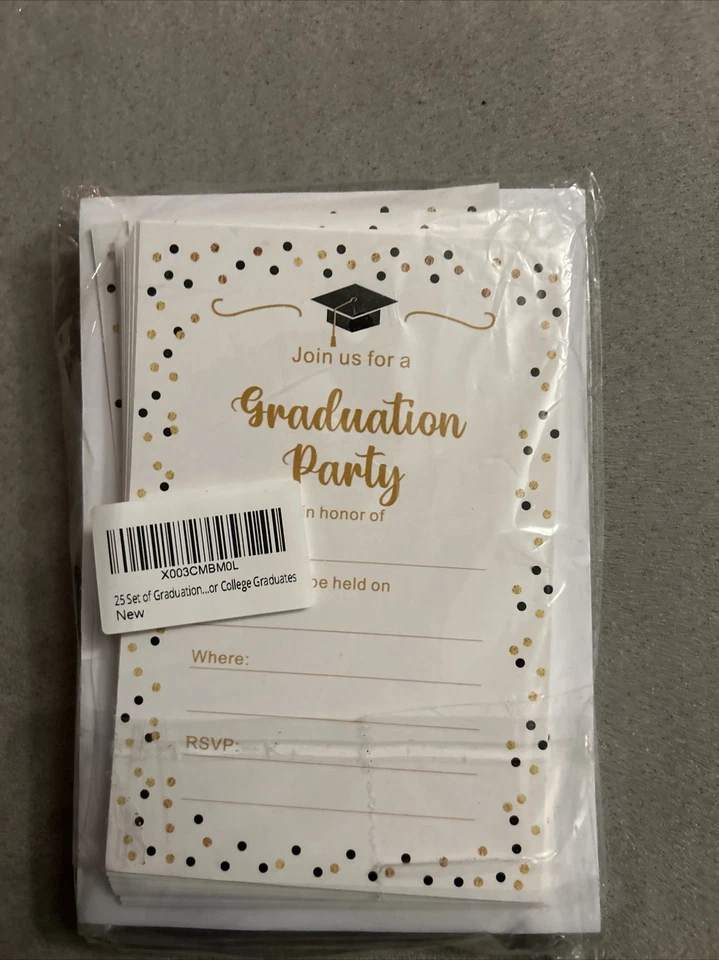 Join us for a
Graduation
Party
in honor of
be held on
Where:
RSVP:
X003CMBM0L
25 Set of Graduation...or College Graduates
New